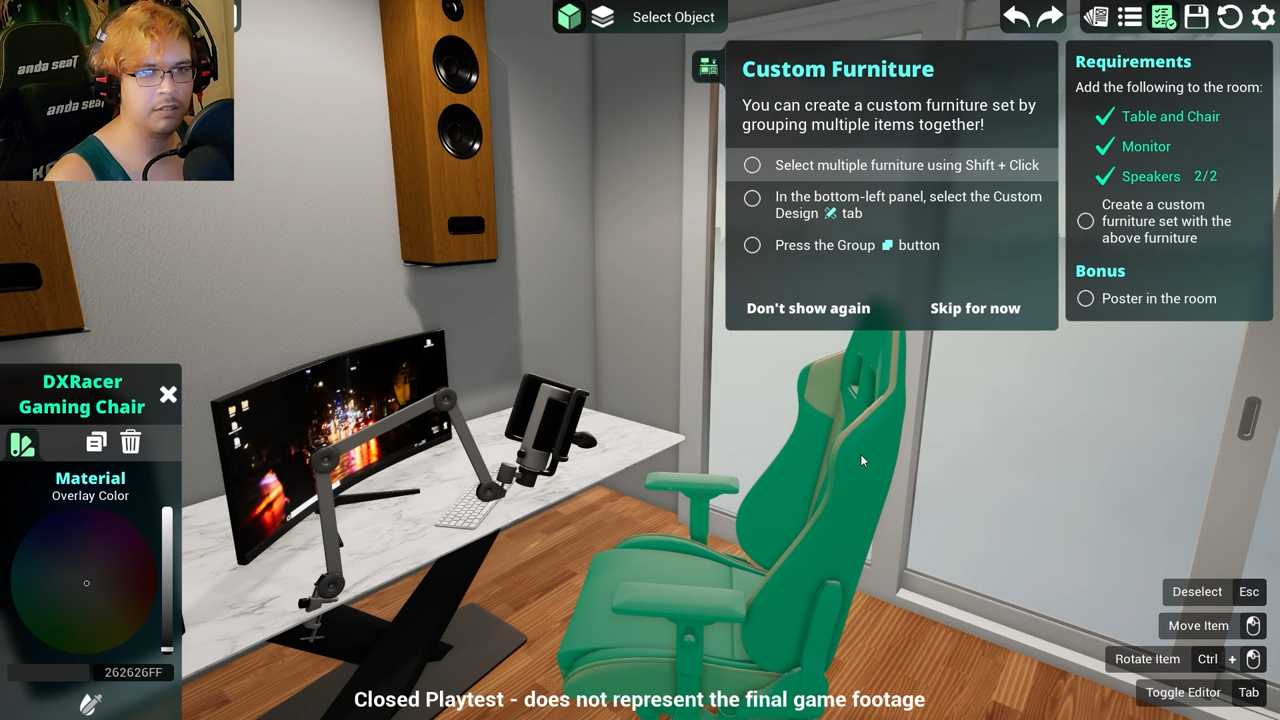 anda seat
anda seat
Select Object
Custom Furniture
You can create a custom furniture set by
grouping multiple items together!
Select multiple furniture using Shift + Click
In the bottom-left panel, select the Custom
Design tab
Press the Group button
Don't show again
Skip for now
Requirements
Add the following to the room:
Table and Chair
Monitor
Speakers 2/2
Create a custom
furniture set with the
above furniture
Bonus
Poster in the room
DXRacer
Gaming Chair
Material
Overlay Color
262626FF
Deselect Esc
Move Item
Rotate Item Ctrl +
Toggle Editor Tab
Closed Playtest - does not represent the final game footage